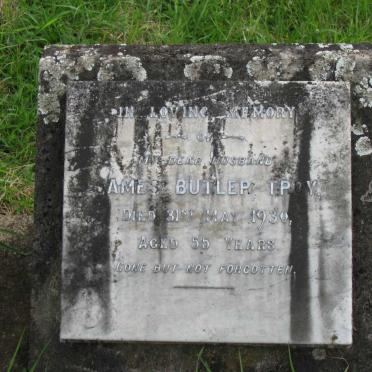 IN LOVING MEMORY
OF
MY DEAR HUSBAND
JAMES BUTLER TROY,
DIED 31ST MAY 1930,
AGED 55 YEARS
GONE BUT NOT FORGOTTEN.